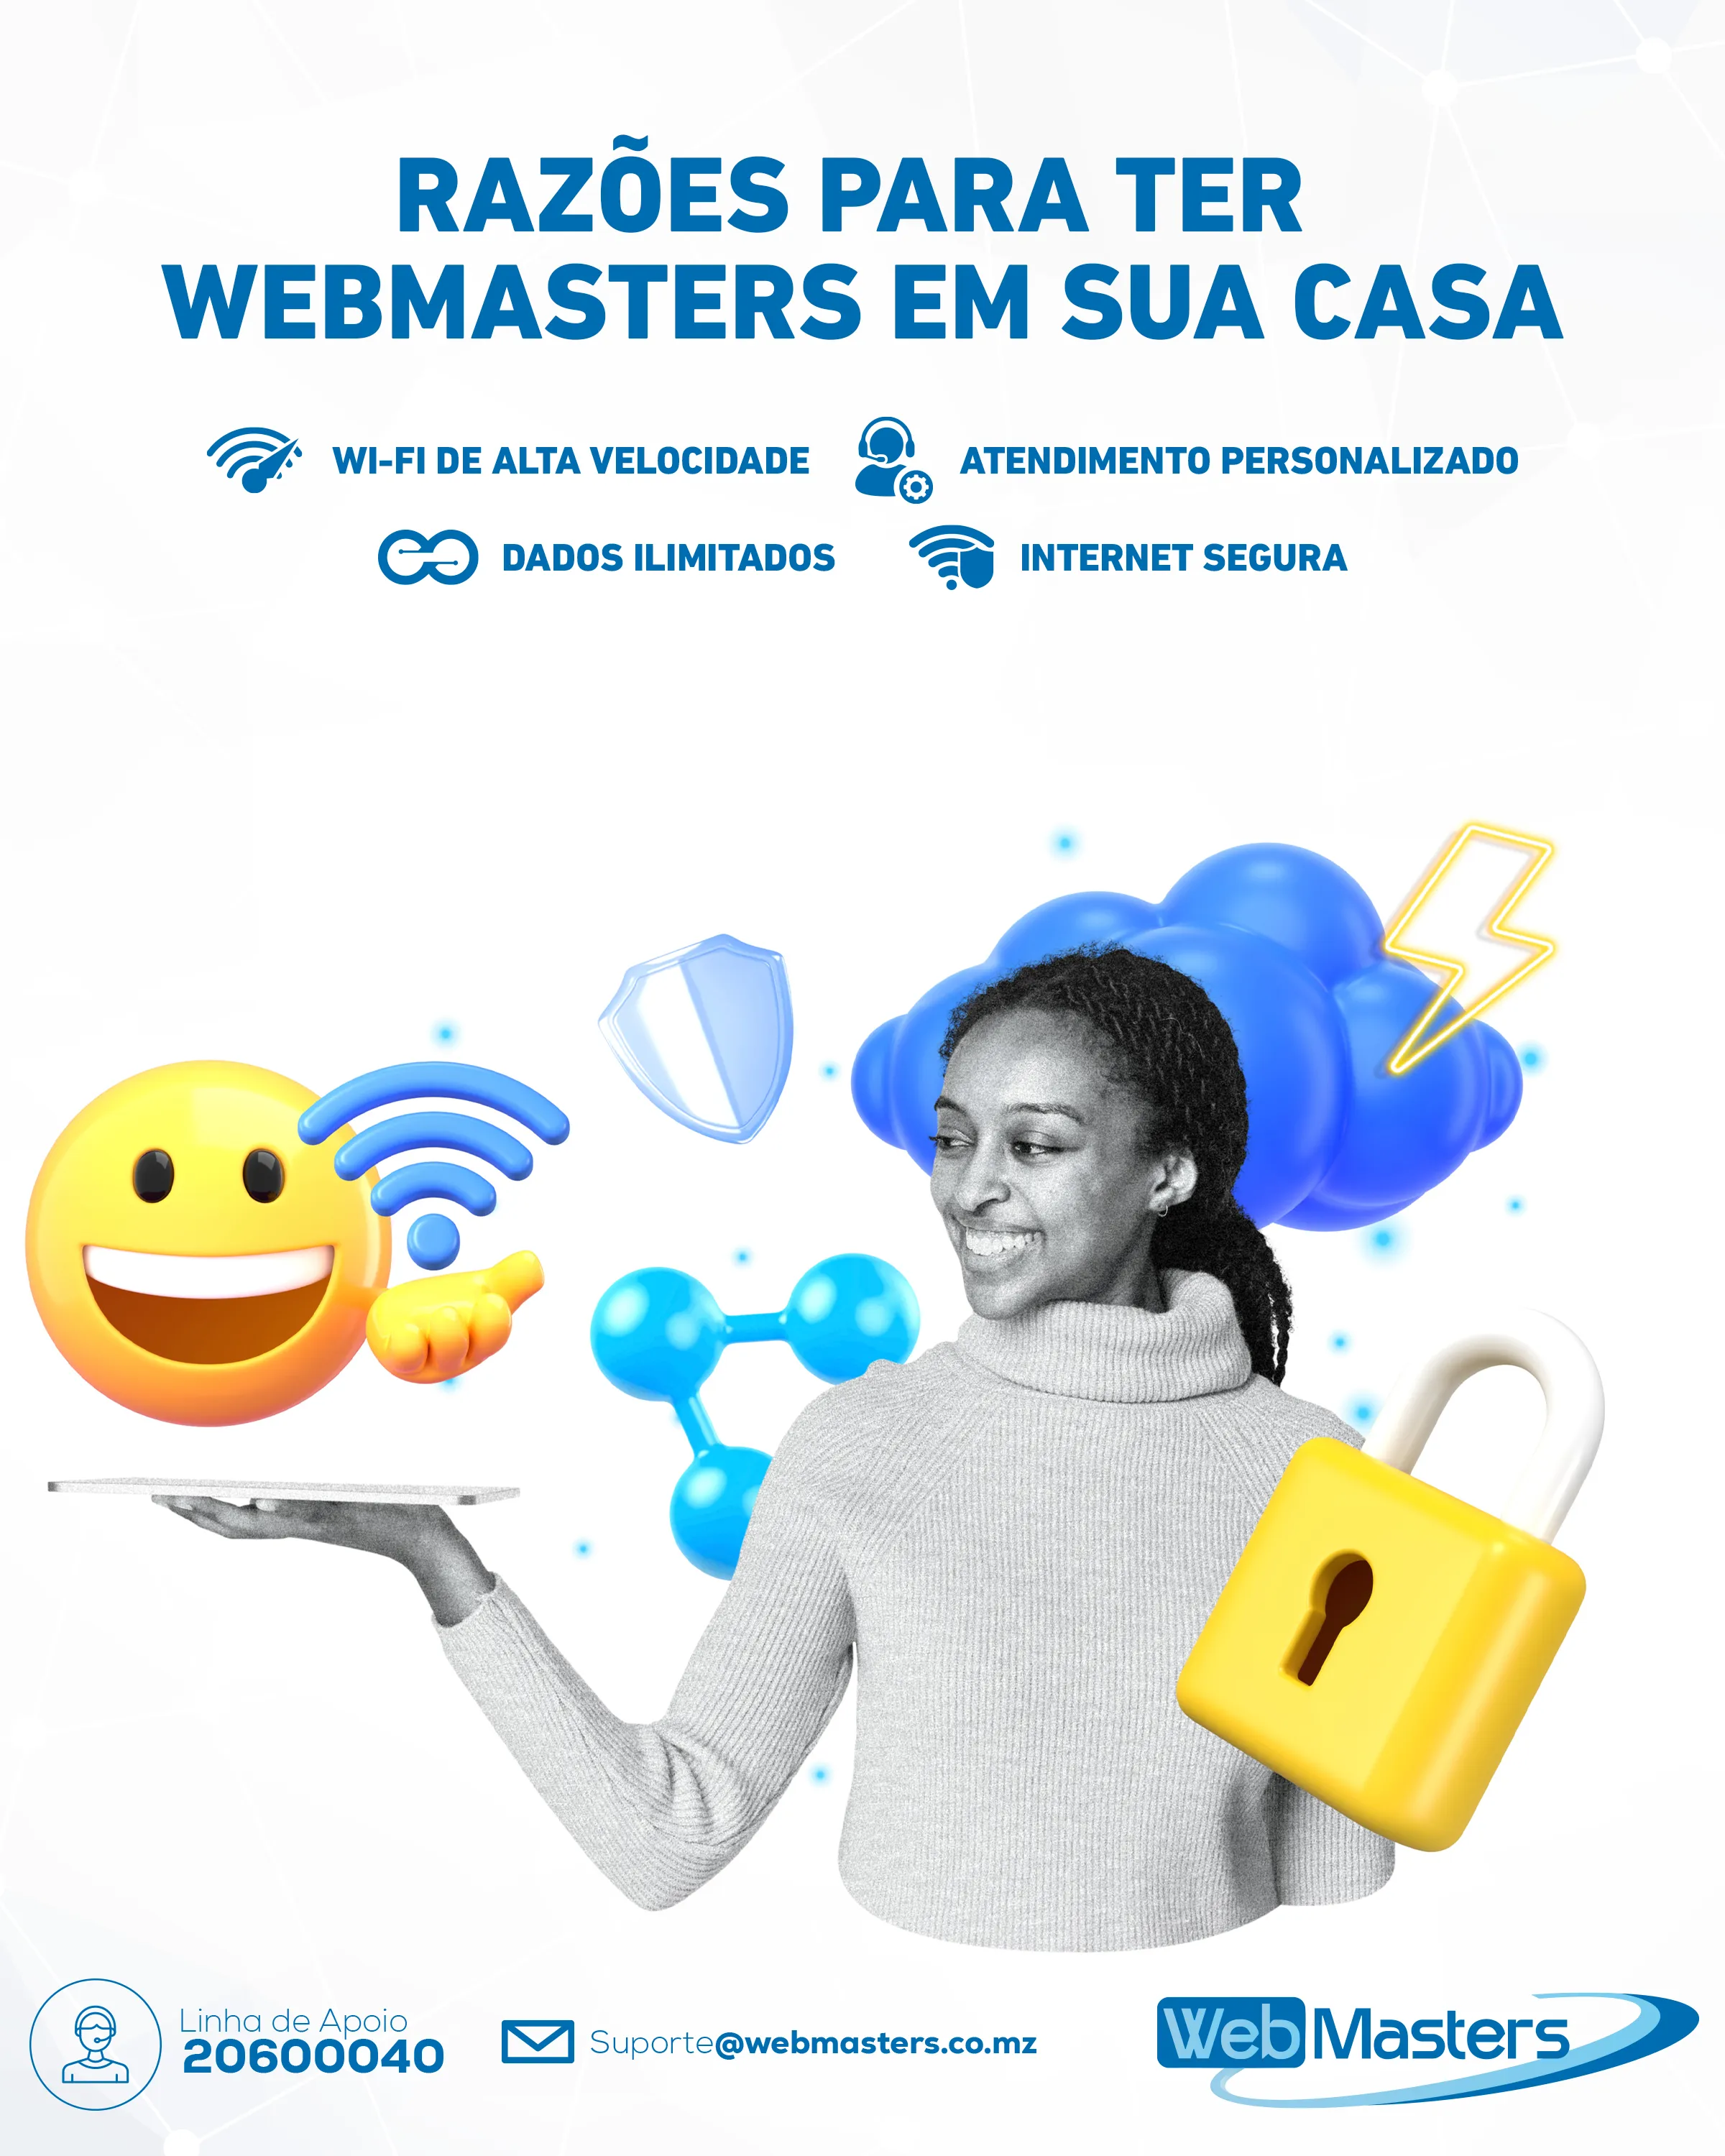 RAZÕES PARA TER
WEBMASTERS EM SUA CASA
WI-FI DE ALTA VELOCIDADE
ATENDIMENTO PERSONALIZADO
DADOS ILIMITADOS
INTERNET SEGURA
Linha de Apoio
20600040
Suporte@webmasters.co.mz
WebMasters